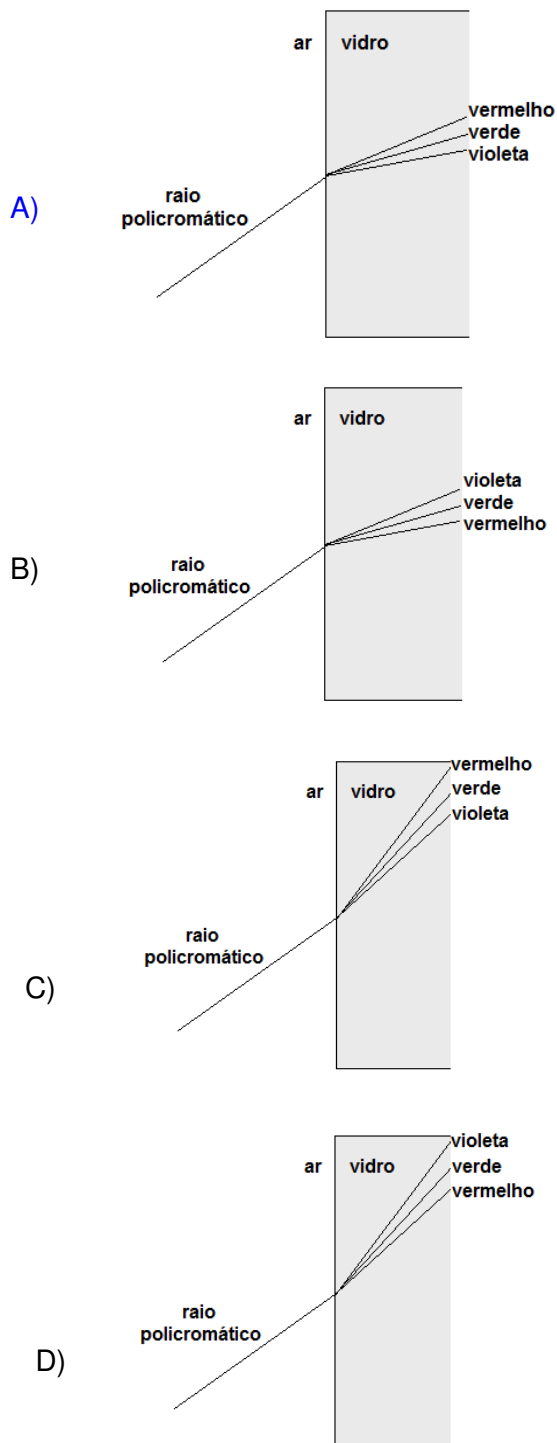 ar vidro
vermelho
verde
violeta
raio
policromático
A)
ar vidro
violeta
verde
vermelho
raio
policromático
B)
vermelho
ar vidro
verde
violeta
raio
policromático
C)
violeta
ar vidro
verde
vermelho
raio
policromático
D)